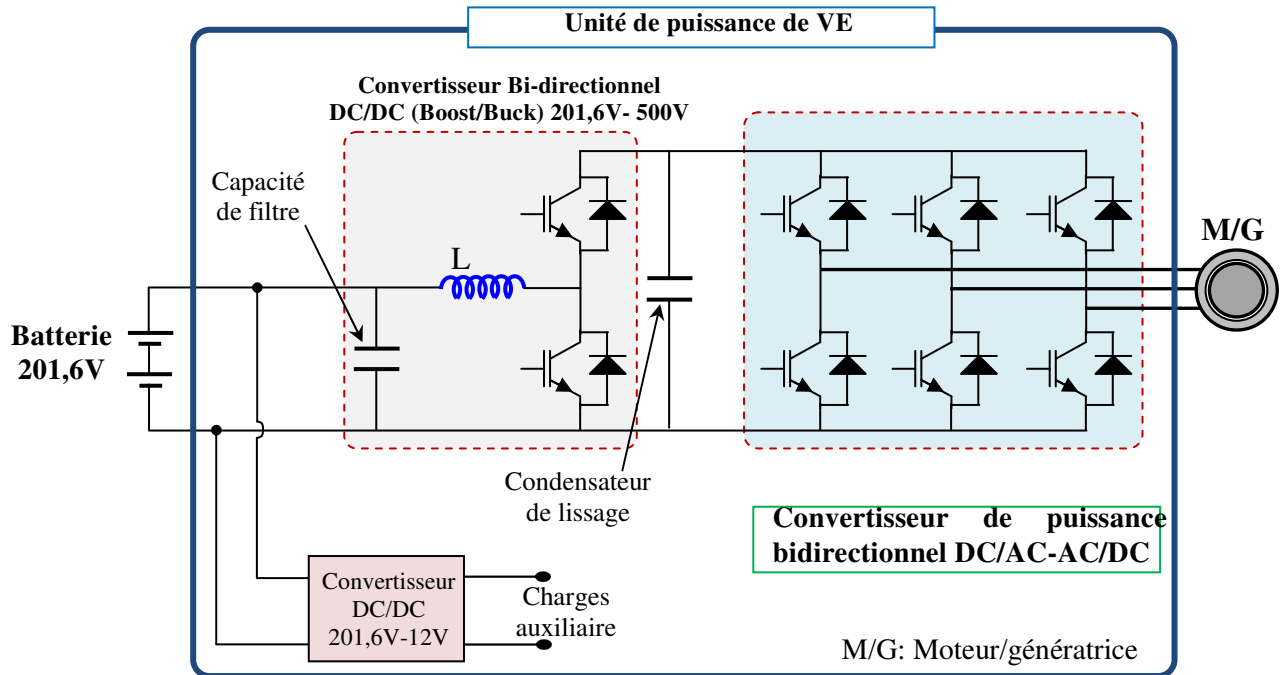 Unité de puissance de VE
Convertisseur Bi-directionnel
DC/DC (Boost/Buck) 201,6V- 500V
Capacité
de filtre
L
M/G
Batterie
201,6V
Condensateur
de lissage
Convertisseur de puissance
bidirectionnel DC/AC-AC/DC
Convertisseur
DC/DC
201,6V-12V
Charges
auxiliaire
M/G: Moteur/génératrice